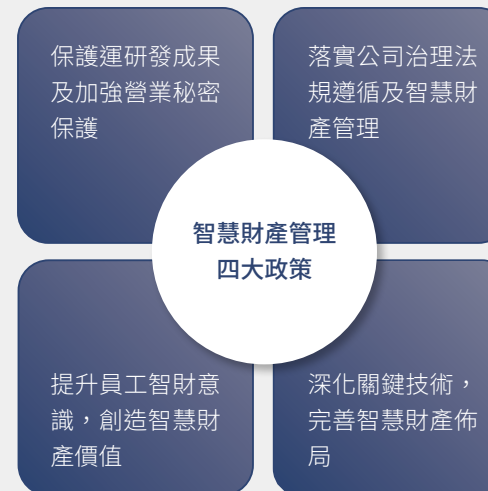 保護運研發成果
及加強營業秘密
保護
落實公司治理法
規遵循及智慧財
產管理
智慧財產管理
四大政策
提升員工智財意
識，創造智慧財
產價值
深化關鍵技術，
完善智慧財產佈
局